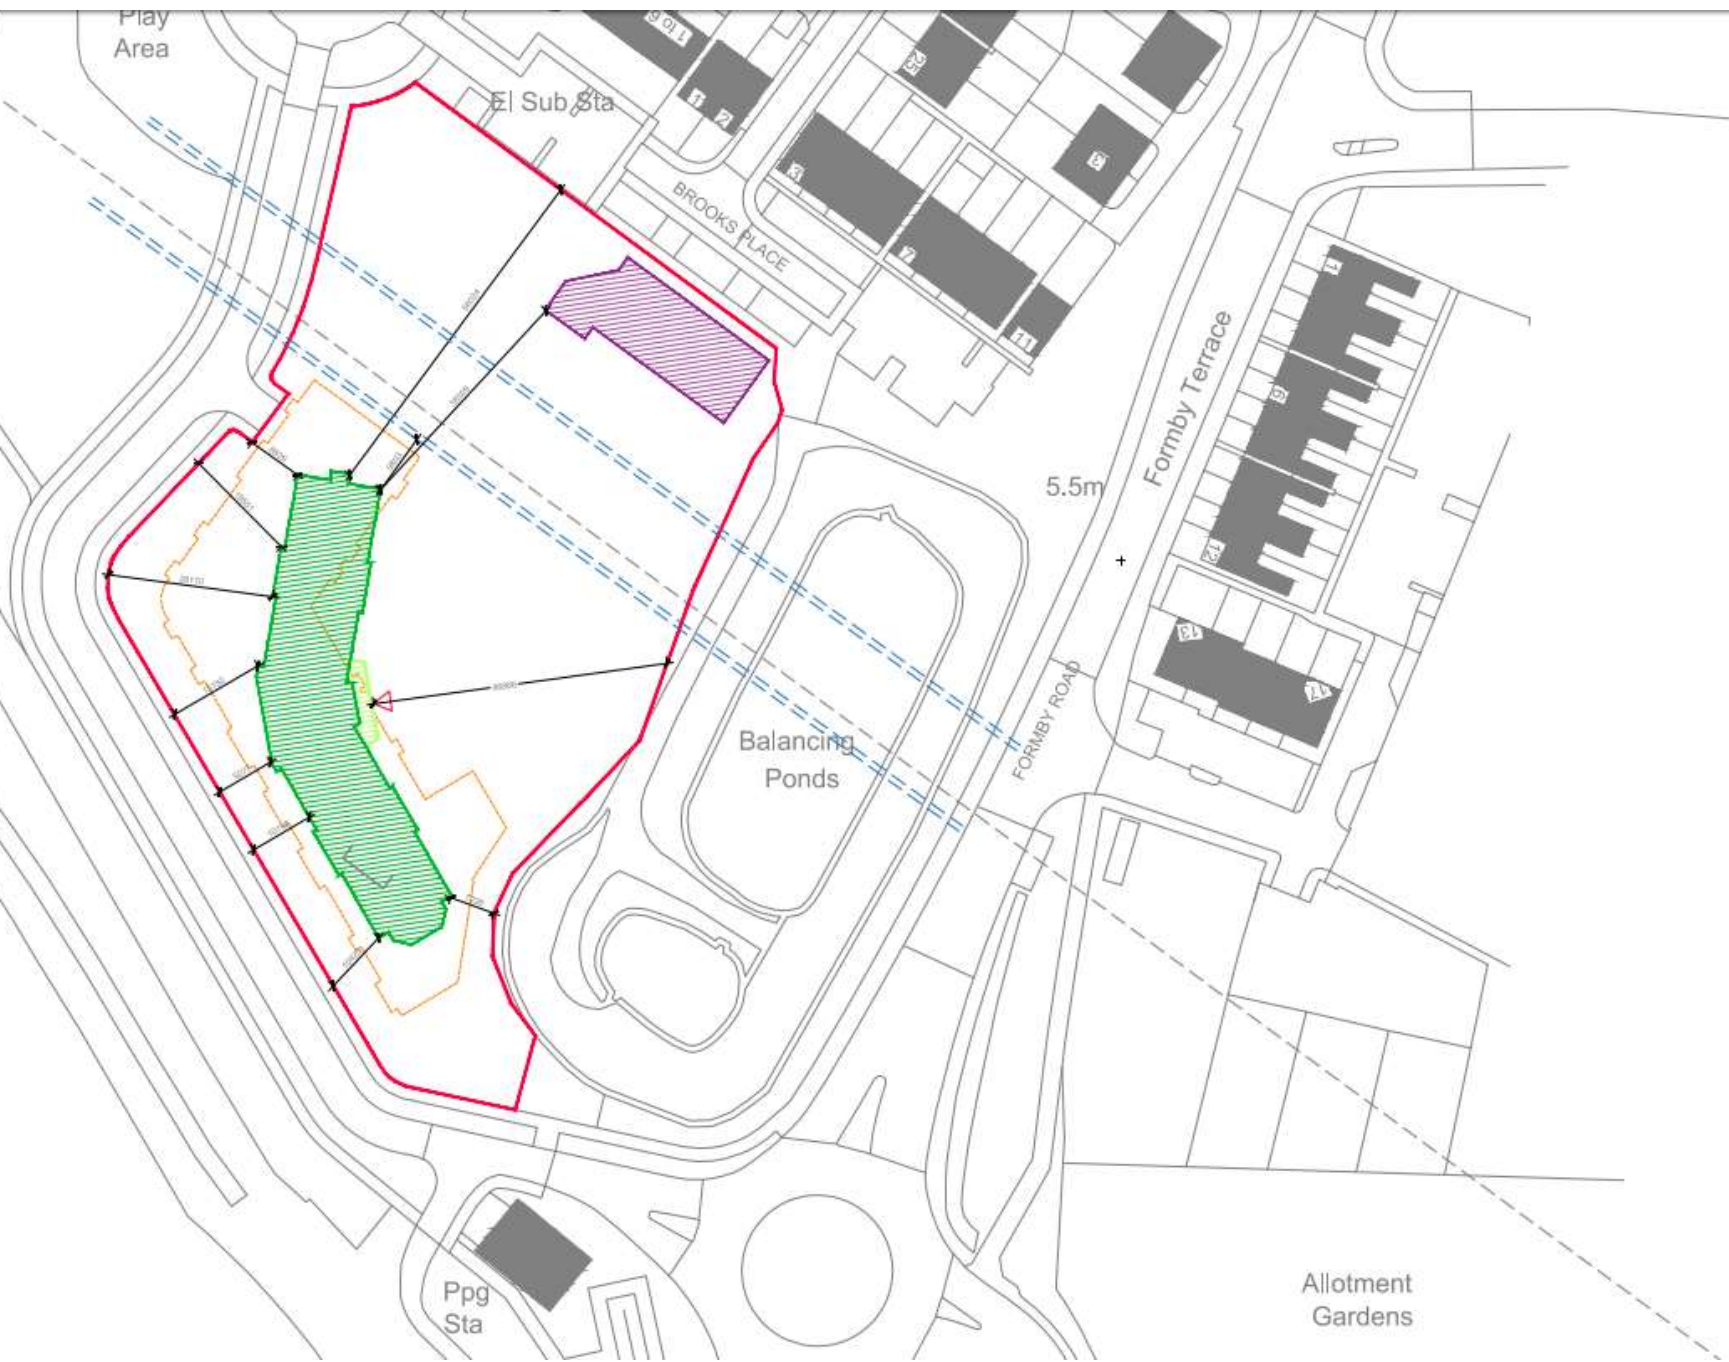 Play
Area
1 to 6
El Sub Sta
1
2
25
3
3
BROOKS PLACE
7
11
1
Formby Terrace
6
5.5m
12
13
17
FORMBY ROAD
Balancing
Ponds
Ppg
Sta
Allotment
Gardens